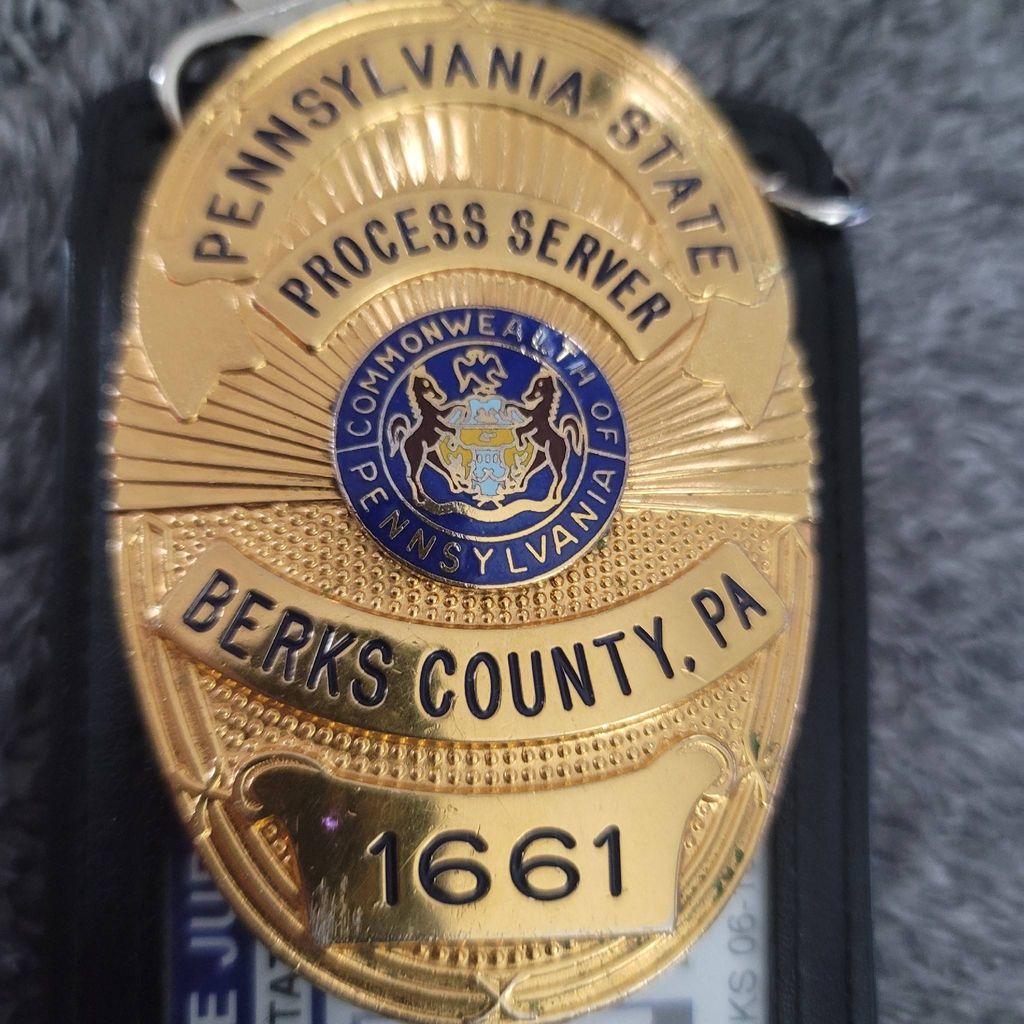 PENNSYLVANIA STATE
PROCESS SERVER
COMMONWEALTH OF
PENNSYLVANIA
BERKS COUNTY, PA
1661